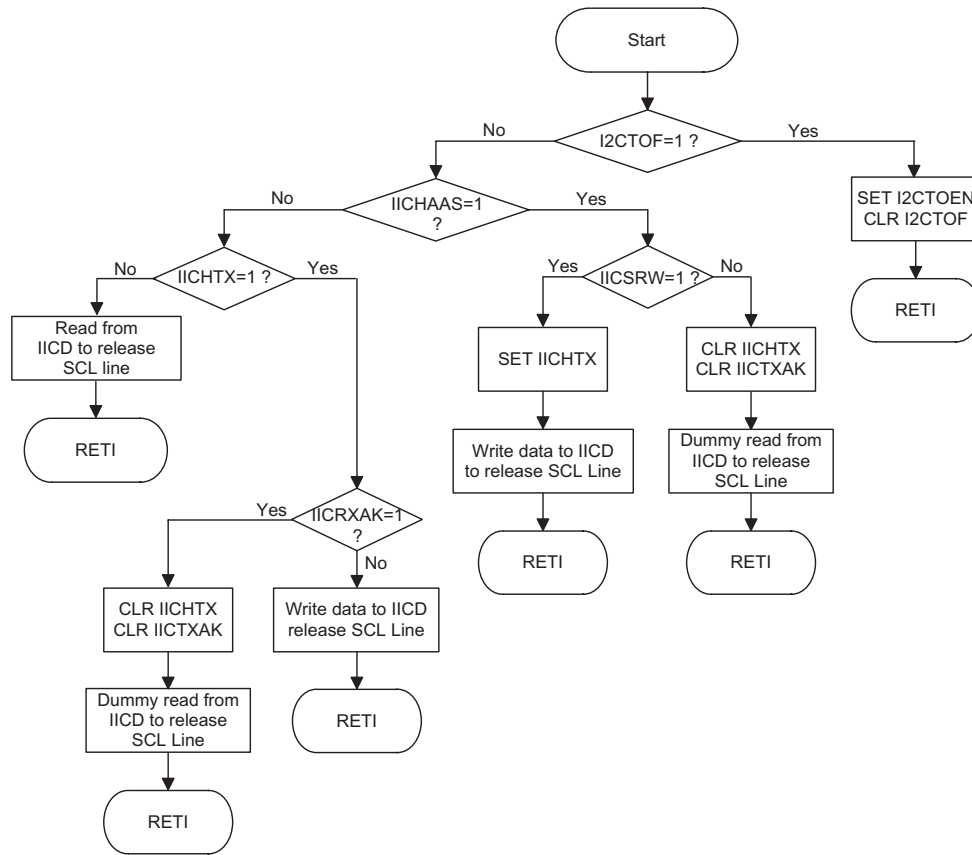 Start
I2CTOF=1 ?
No
Yes
IICHAAS=1
?
No
Yes
SET I2CTOEN
CLR I2CTOF
IICHTX=1 ?
No
Yes
IICSRW=1 ?
Yes
No
RETI
Read from
IICD to release
SCL line
SET IICHTX
CLR IICHTX
CLR IICTXAK
RETI
Write data to IICD
to release SCL Line
Dummy read from
IICD to release
SCL Line
IICRXAK=1
?
Yes
No
RETI
RETI
CLR IICHTX
CLR IICTXAK
Write data to IICD
release SCL Line
Dummy read from
IICD to release
SCL Line
RETI
RETI